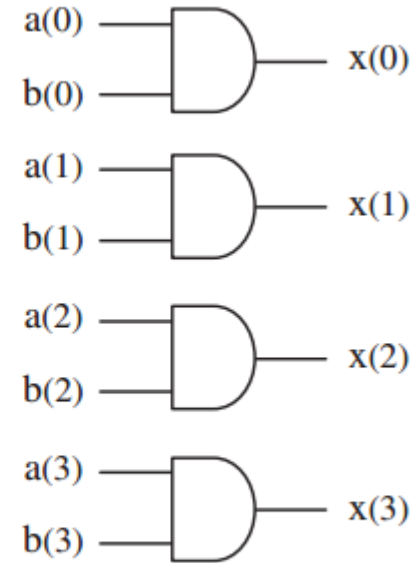 a(0)
x(0)
b(0)
a(1)
x(1)
b(1)
a(2)
x(2)
b(2)
a(3)
x(3)
b(3)